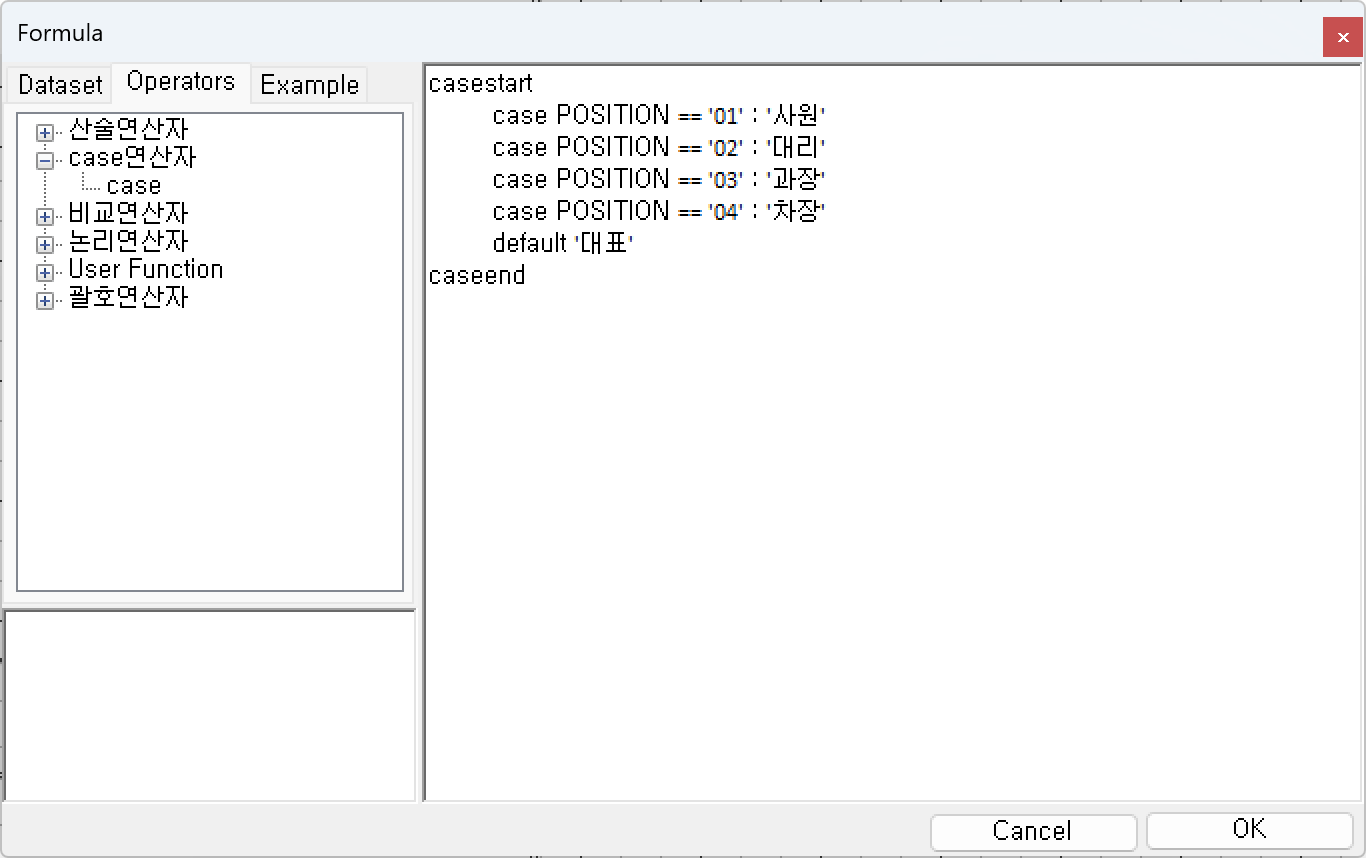 Formula
Dataset Operators Example
산술연산자
case연산자
case
비교연산자
논리연산자
User Function
괄호연산자
casestart
case POSITION == '01' : '사원'
case POSITION == '02' : '대리'
case POSITION == '03' : '과장'
case POSITION == '04' : '차장'
default '대표'
caseend
Cancel OK